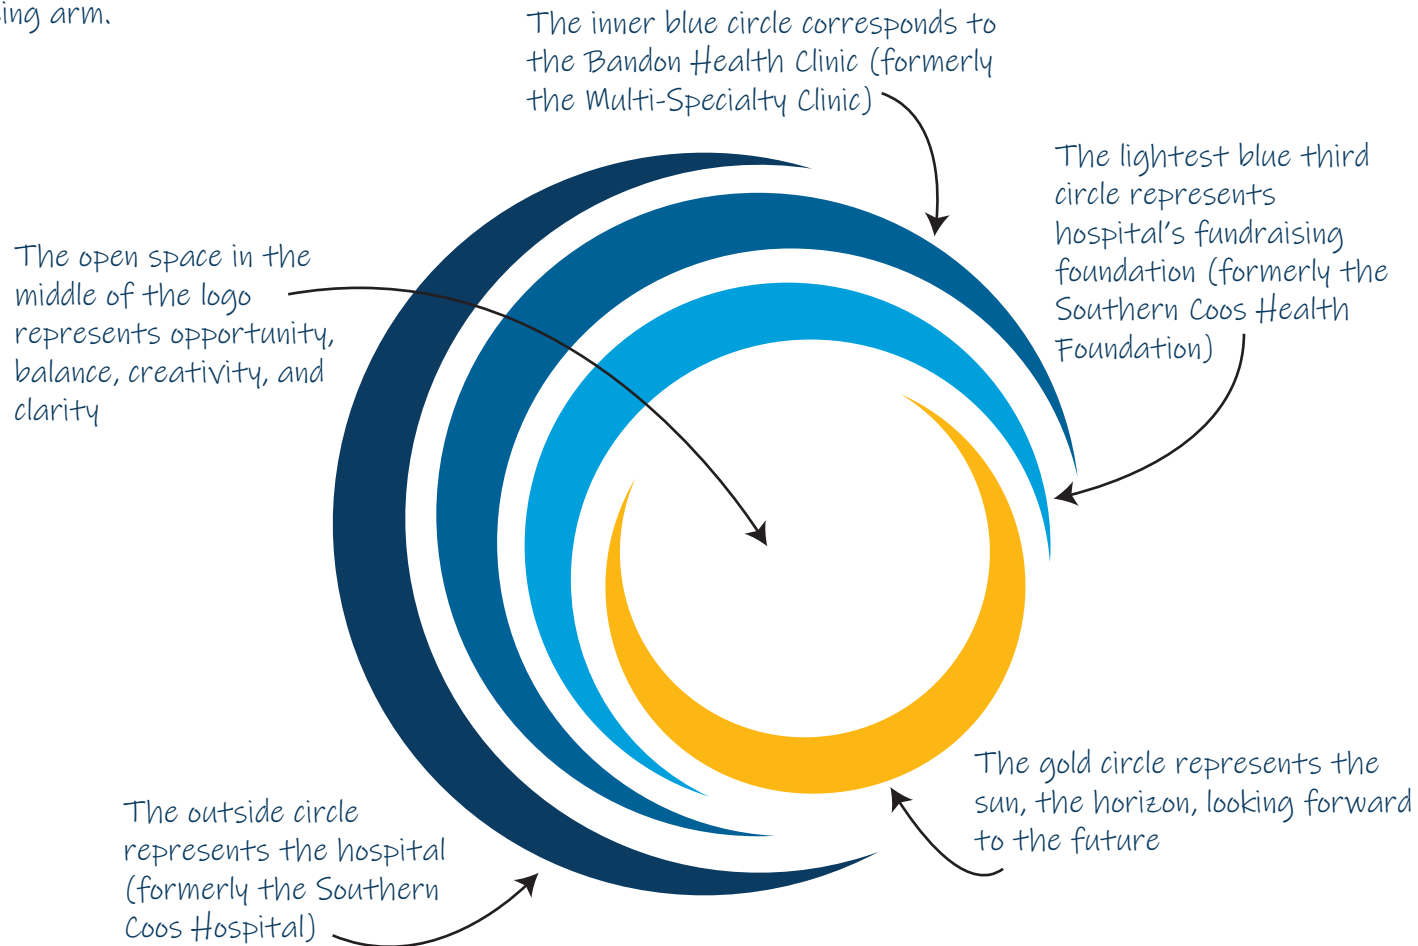 ing arm.
The inner blue circle corresponds to
the Bandon Health Clinic (formerly
the Multi-Specialty Clinic)
The lightest blue third
circle represents
hospital's fundraising
foundation (formerly the
Southern Coos Health
Foundation)
The open space in the
middle of the logo
represents opportunity,
balance, creativity, and
clarity
The gold circle represents the
sun, the horizon, looking forward
to the future
The outside circle
represents the hospital
(formerly the Southern
Coos Hospital)